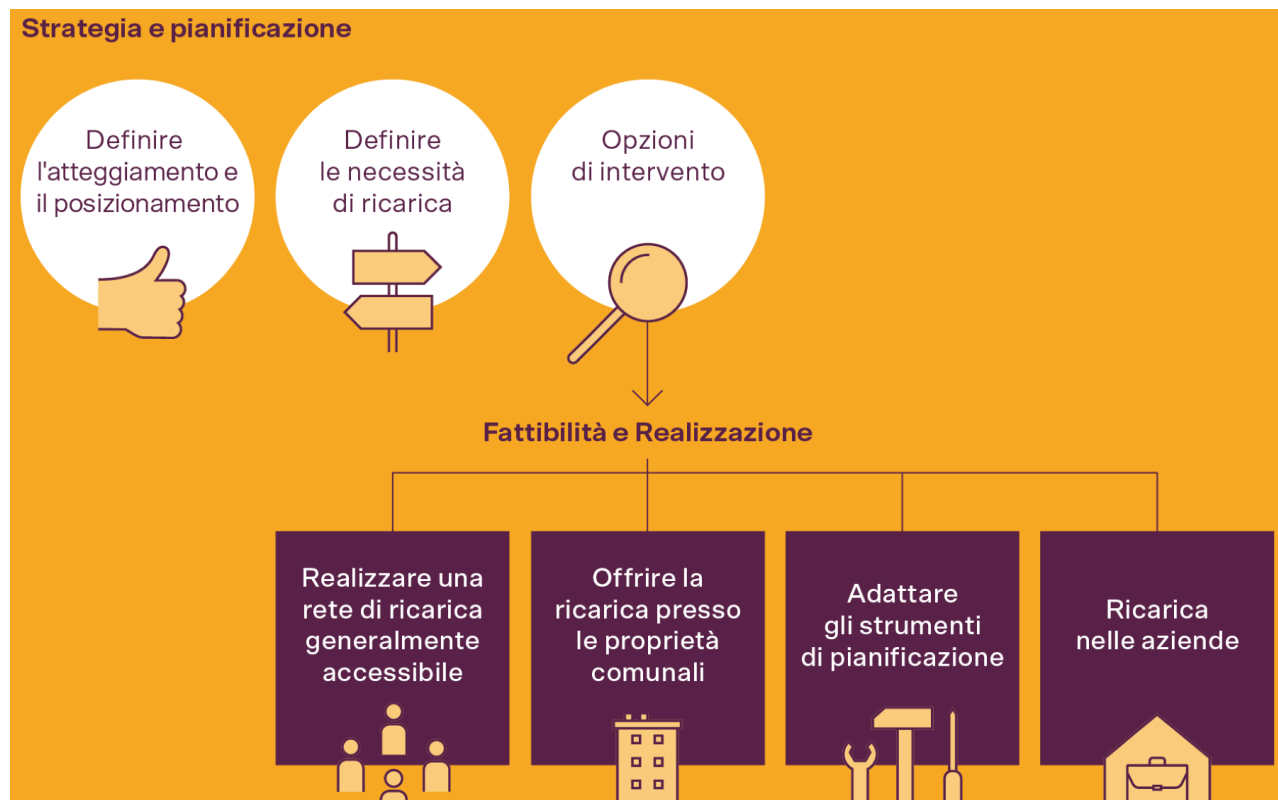 Strategia e pianificazione
Definire
l'atteggiamento e
il posizionamento
Definire
le necessità
di ricarica
Opzioni
di intervento
Fattibilità e Realizzazione
Realizzare una
rete di ricarica
generalmente
accessibile
Offrire la
ricarica presso
le proprietà
comunali
Adattare
gli strumenti
di pianificazione
Ricarica
nelle aziende